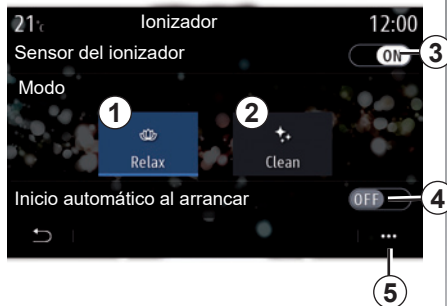 21°c Ionizador 12:00
Sensor del ionizador ON 3
Modo
1 2
Relax Clean
Inicio automático al arrancar OFF 4
5